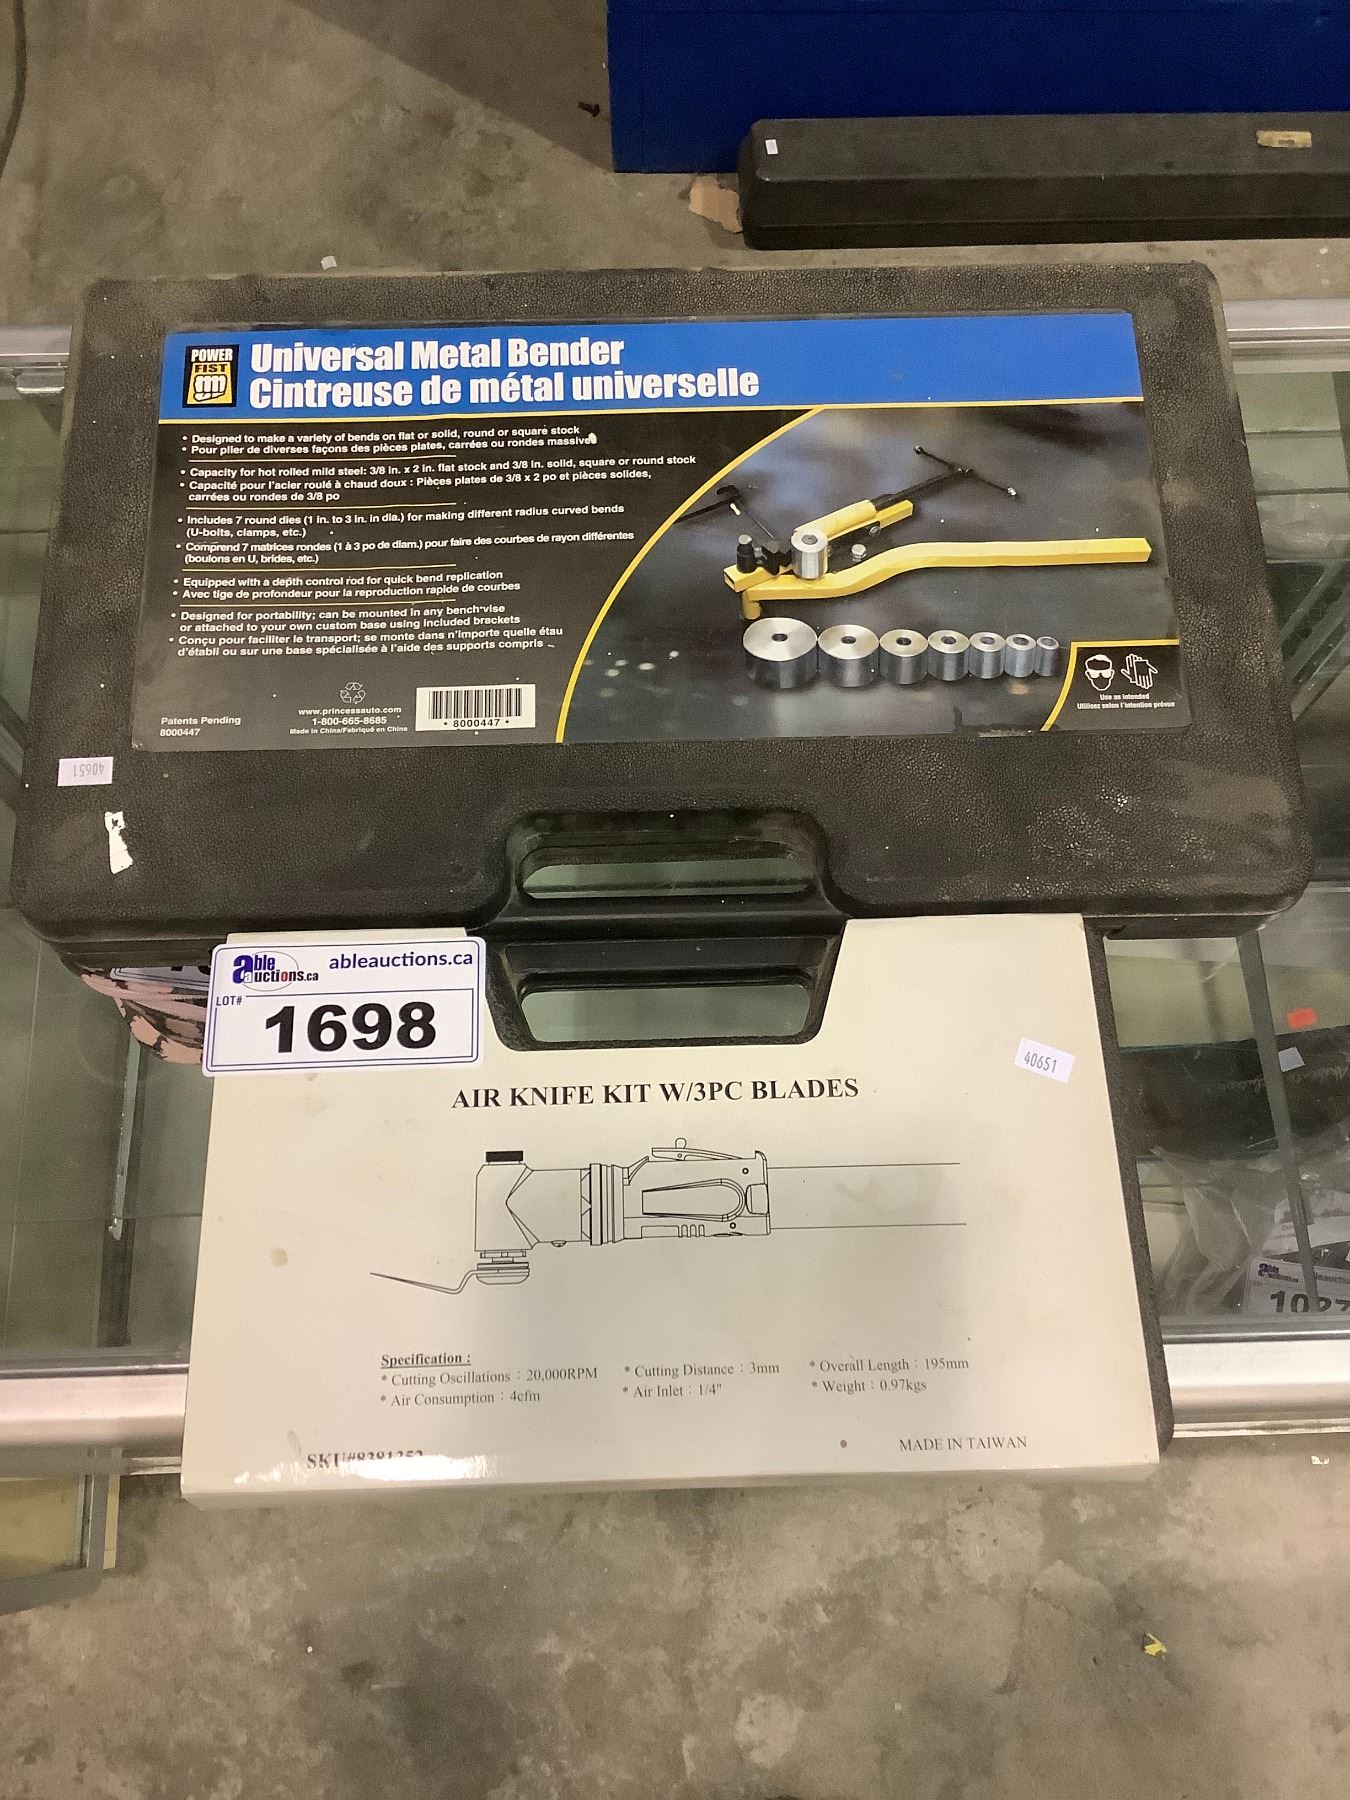 POWER
FIST
Universal Metal Bender
Cintreuse de métal universelle
• Designed to make a variety of bends on flat or solid, round or square stock
• Pour plier de diverses façons des pièces plates, carrées ou rondes massives
• Capacity for hot rolled mild steel: 3/8 in. x 2 in. flat stock and 3/8 in. solid, square or round stock
• Capacité pour l'acier roulé à chaud doux : Pièces plates de 3/8 x 2 po et pièces solides,
carrées ou rondes de 3/8 po
• Includes 7 round dies (1 in. to 3 in. in dia.) for making different radius curved bends
(U-bolts, clamps, etc.)
• Comprend 7 matrices rondes (1 à 3 po de diam.) pour faire des courbes de rayon différentes
(boulons en U, brides, etc.)
• Equipped with a depth control rod for quick bend replication
• Avec tige de profondeur pour la reproduction rapide de courbes
• Designed for portability; can be mounted in any bench vise
or attached to your own custom base using included brackets
• Conçu pour faciliter le transport; se monte dans n'importe quelle étau
d'établi ou sur une base spécialisée à l'aide des supports compris
Patents Pending
8000447
www.princessauto.com
1-800-665-8685
Made in China/Fabriqué en Chine
* 8000447 *
Use as intended
Utilisez selon l'intention prévue
40651
able
auctions.ca
ableauctions.ca
LOT#
1698
40651
AIR KNIFE KIT W/3PC BLADES
Specification :
* Cutting Oscillations : 20,000RPM
* Cutting Distance : 3mm
* Overall Length : 195mm
* Air Consumption : 4cfm
* Air Inlet : 1/4"
* Weight : 0.97kgs
MADE IN TAIWAN